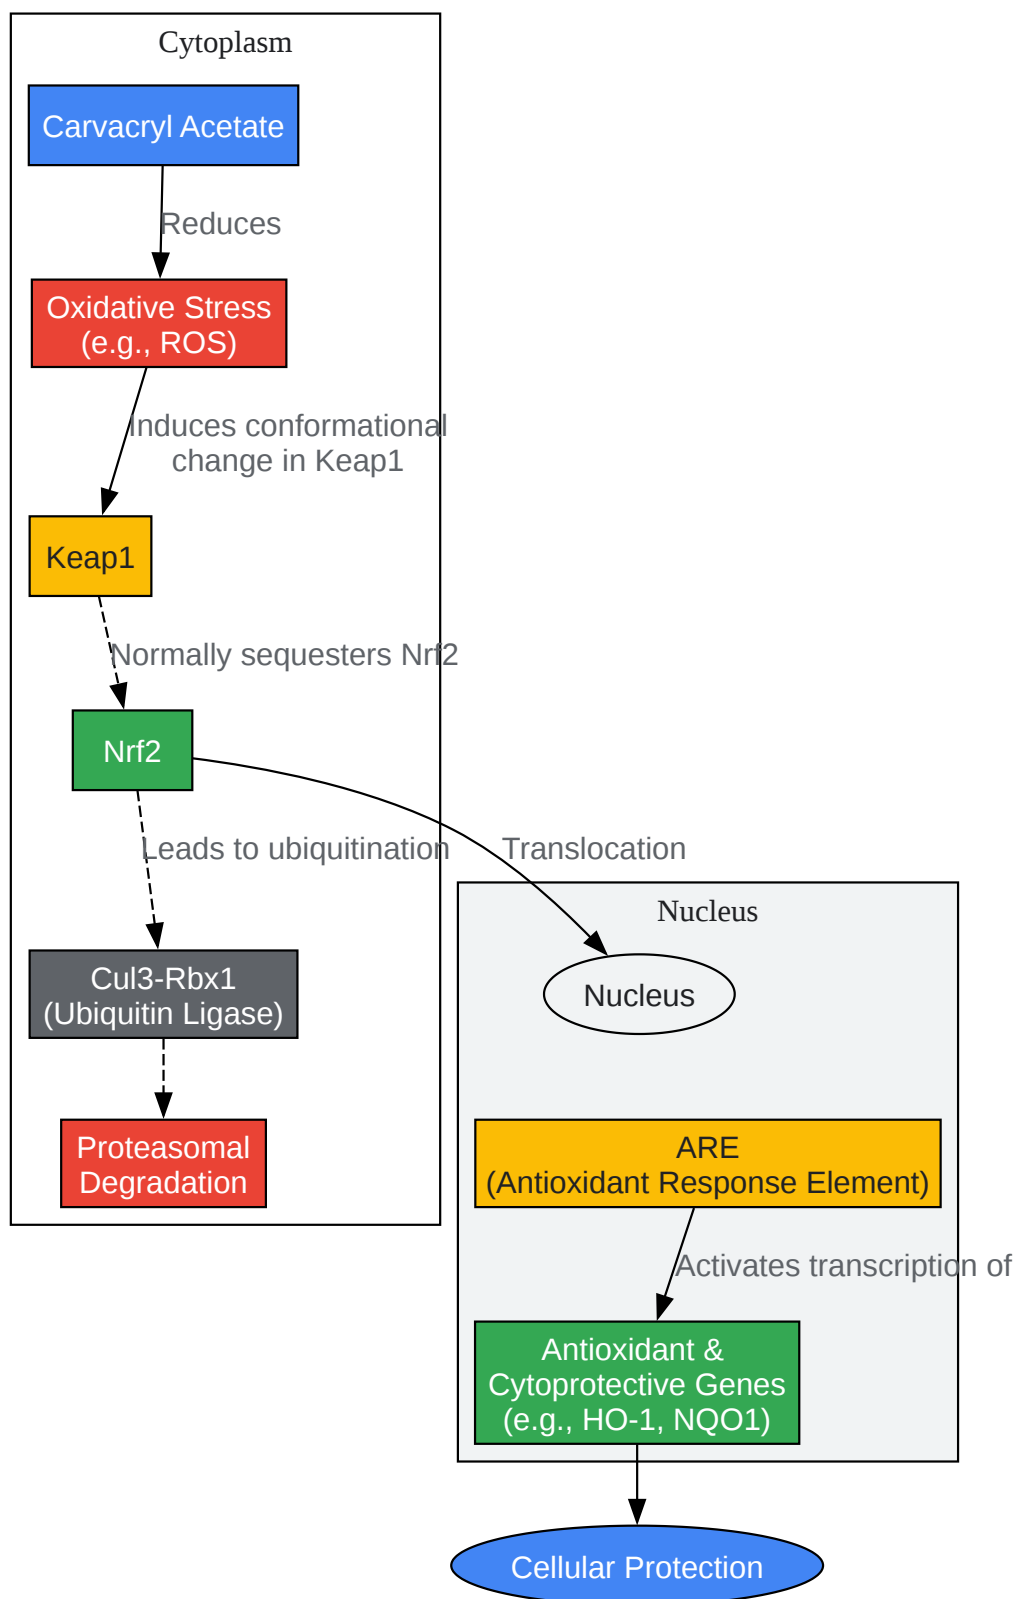 Cytoplasm
Carvacryl Acetate
Reduces
Oxidative Stress
(e.g., ROS)
Induces conformational
change in Keap1
Keap1
Normally sequesters Nrf2
Nrf2
Leads to ubiquitination
Translocation
Nucleus
Cul3-Rbx1
(Ubiquitin Ligase)
Nucleus
Proteasomal
Degradation
ARE
(Antioxidant Response Element)
Activates transcription of
Antioxidant &
Cytoprotective Genes
(e.g., HO-1, NQO1)
Cellular Protection